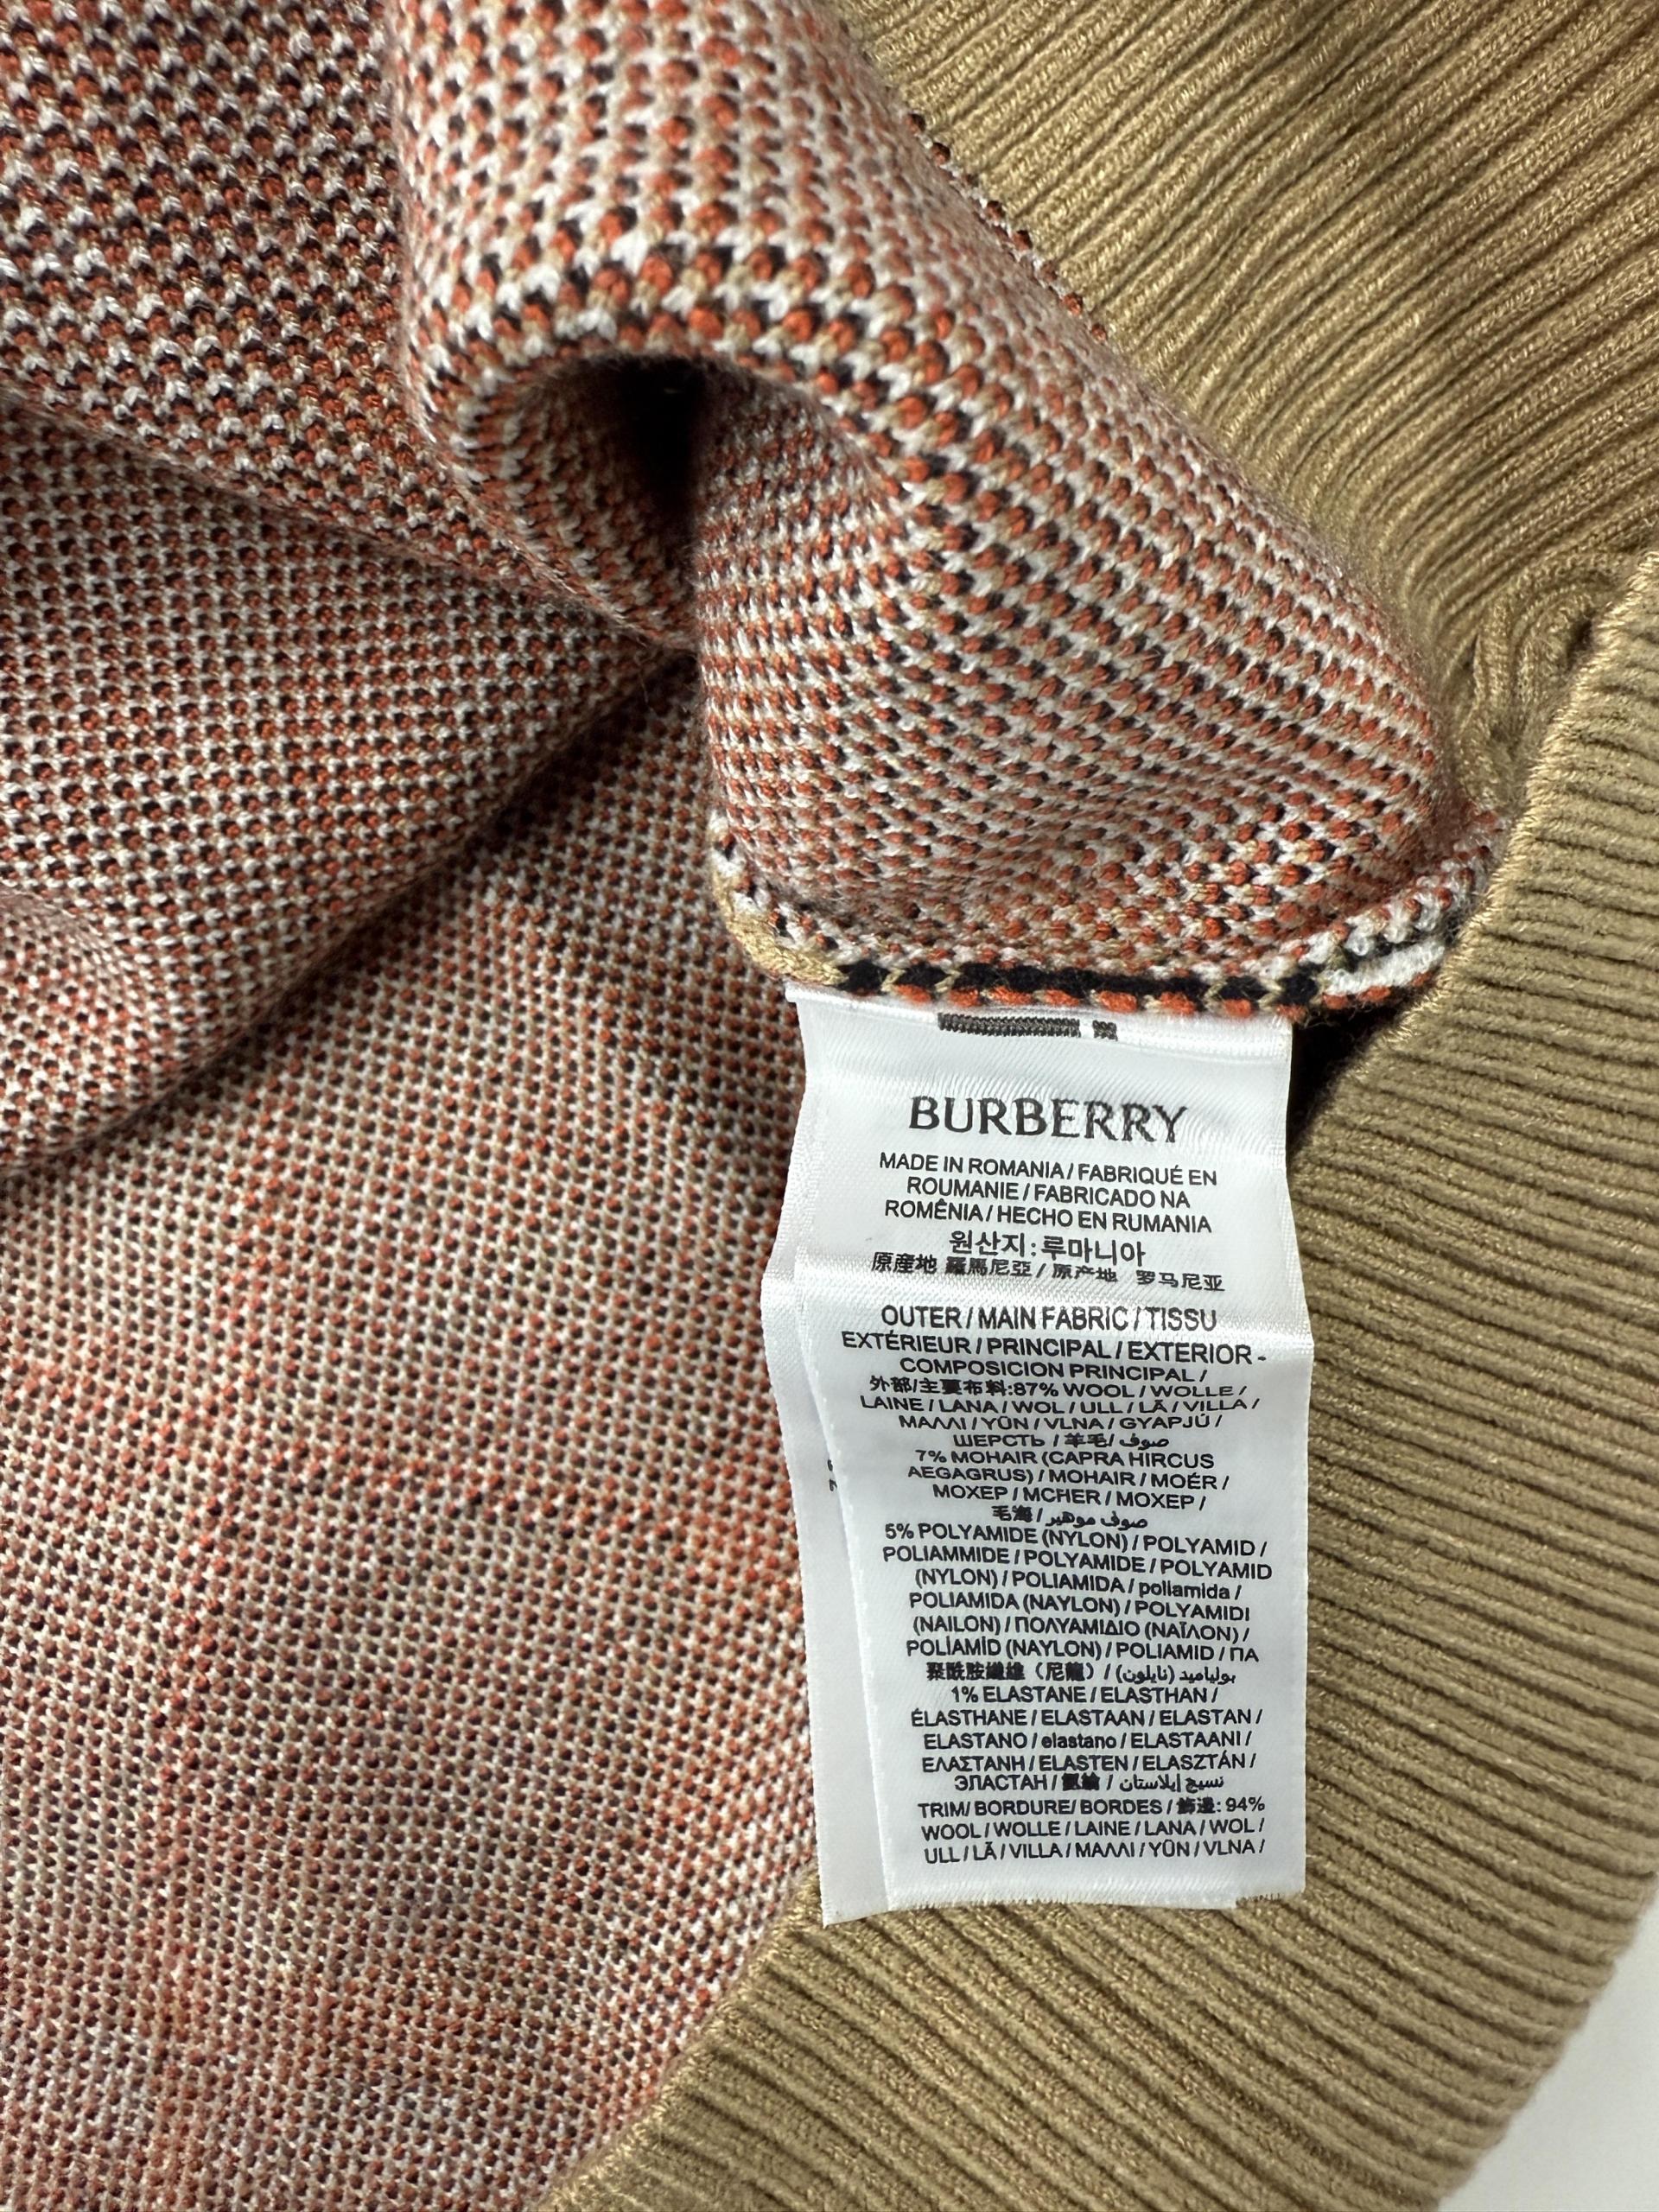 BURBERRY
MADE IN ROMANIA / FABRIQUÉ EN
ROUMANIE / FABRICADO NA
ROMÊNIA / HECHO EN RUMANIA
원산지: 루마니아
原産地 羅馬尼亞 / 原产地 罗马尼亚
OUTER / MAIN FABRIC / TISSU
EXTÉRIEUR / PRINCIPAL / EXTERIOR -
COMPOSICION PRINCIPAL /
外部/主要布料:87% WOOL / WOLLE /
LAINE / LANA / WOL / ULL / LÃ / VILLA /
ΜΑΛΛΙ / YÜN / VLNA / GYAPJÚ /
ШЕРСТЬ / 羊毛/ صوف
7% MOHAIR (CAPRA HIRCUS
AEGAGRUS) / MOHAIR / MOÉR /
ΜΟΧΕΡ / MCHER / МОХЕР /
毛海 / صوف موهير
5% POLYAMIDE (NYLON) / POLYAMID /
POLIAMMIDE / POLYAMIDE / POLYAMID
(NYLON) / POLIAMIDA / poliamida /
POLIAMIDA (NAYLON) / POLYAMIDI
(NAILON) / ΠΟΛΥΑΜΙΔΙΟ (ΝΑΪΛΟΝ) /
POLİAMİD (NAYLON) / POLIAMID / ПА
聚酰胺纖維（尼龍）/ (نايلون) بولياميد
1% ELASTANE / ELASTHAN /
ÉLASTHANE / ELASTAAN / ELASTAN /
ELASTANO / elastano / ELASTAANI /
ΕΛΑΣΤΑΝΗ / ELASTEN / ELASZTÁN /
ЭЛАСТАН / نسيج إيلاستان /
TRIM/ BORDURE/ BORDES / 飾邊: 94%
WOOL / WOLLE / LAINE / LANA / WOL /
ULL / LÃ / VILLA / ΜΑΛΛΙ / YÜN / VLNA /